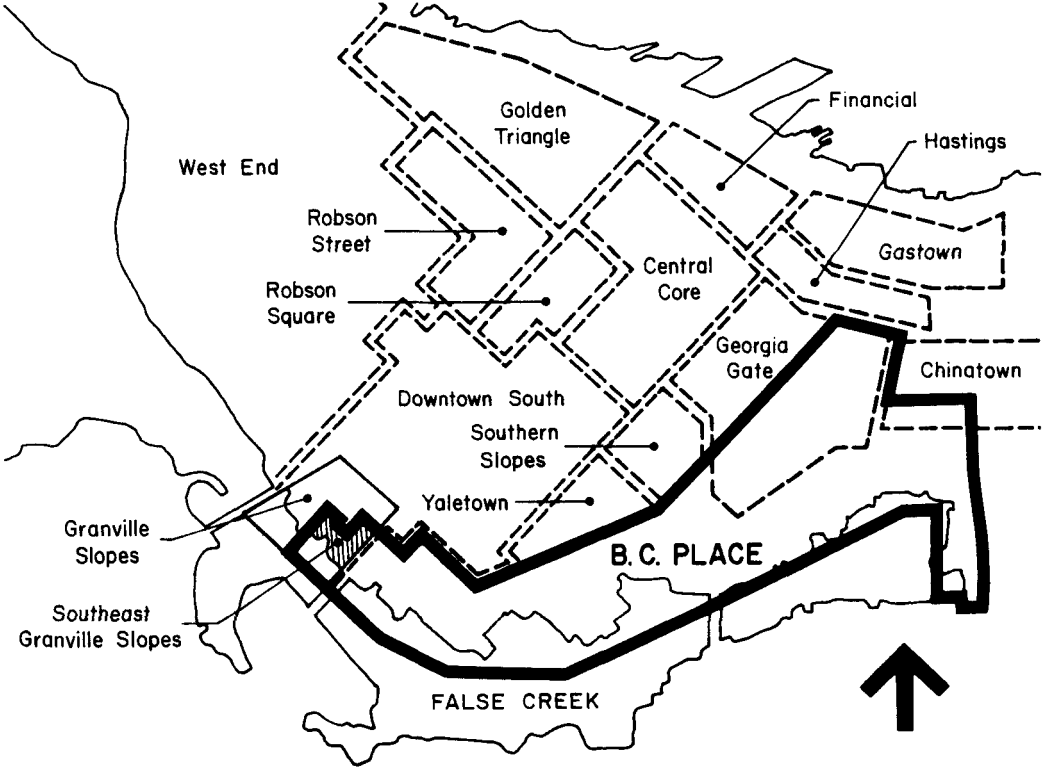 Golden
Triangle
Financial
Hastings
West End
Robson
Street
Gastown
Central
Core
Robson
Square
Georgia
Gate
Chinatown
Downtown South
Southern
Slopes
Yaletown
Granville
Slopes
B.C. PLACE
Southeast
Granville Slopes
FALSE CREEK